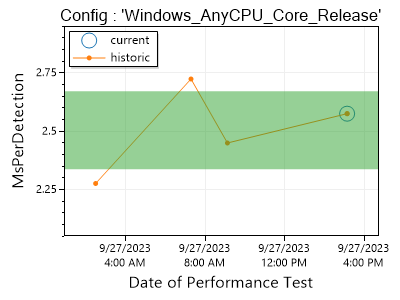 Config : 'Windows_AnyCPU_Core_Release'
current
historic
MsPerDetection
2.75
2.5
2.25
9/27/2023 9/27/2023 9/27/2023 9/27/2023
4:00 AM 8:00 AM 12:00 PM 4:00 PM
Date of Performance Test